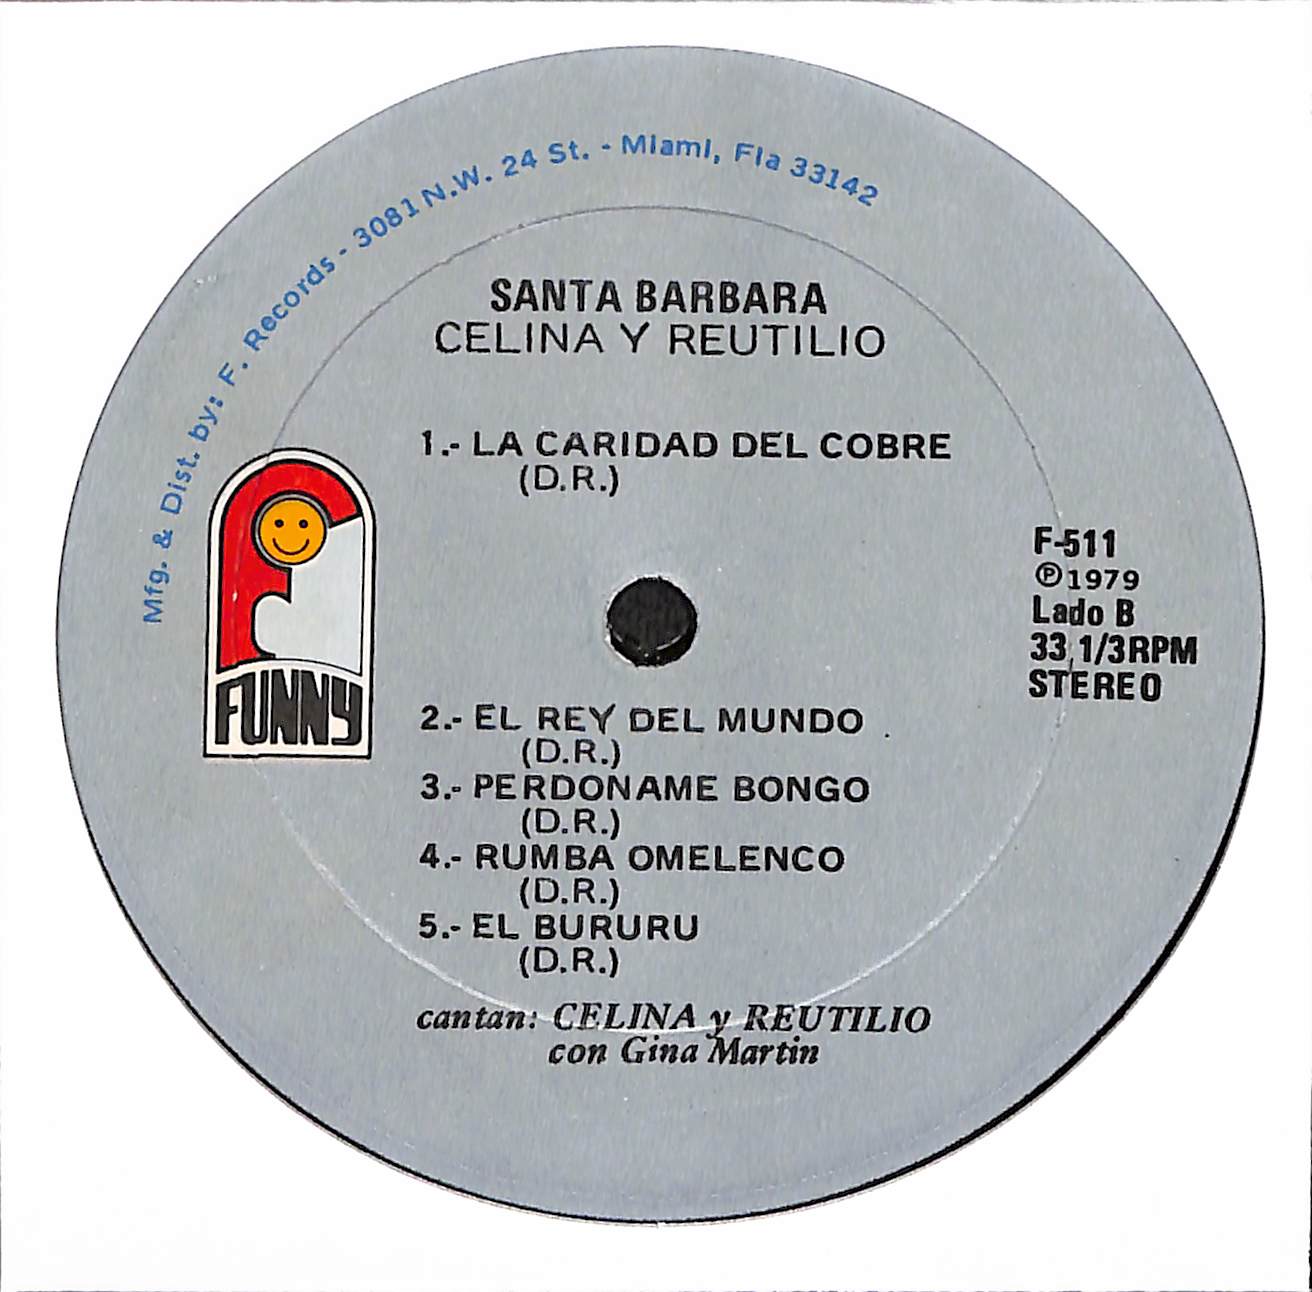 Mfg. & Dist. by: F. Records - 3081 N.W. 24 St. - Miami, Fla 33142
SANTA BARBARA
CELINA Y REUTILIO
1.- LA CARIDAD DEL COBRE
(D.R.)
F-511
℗1979
Lado B
33 1/3 RPM
STEREO
FUNNY
2.- EL REY DEL MUNDO
(D.R.)
3.- PERDONAME BONGO
(D.R.)
4.- RUMBA OMELENCO
(D.R.)
5.- EL BURURU
(D.R.)
cantan: CELINA y REUTILIO
con Gina Martin